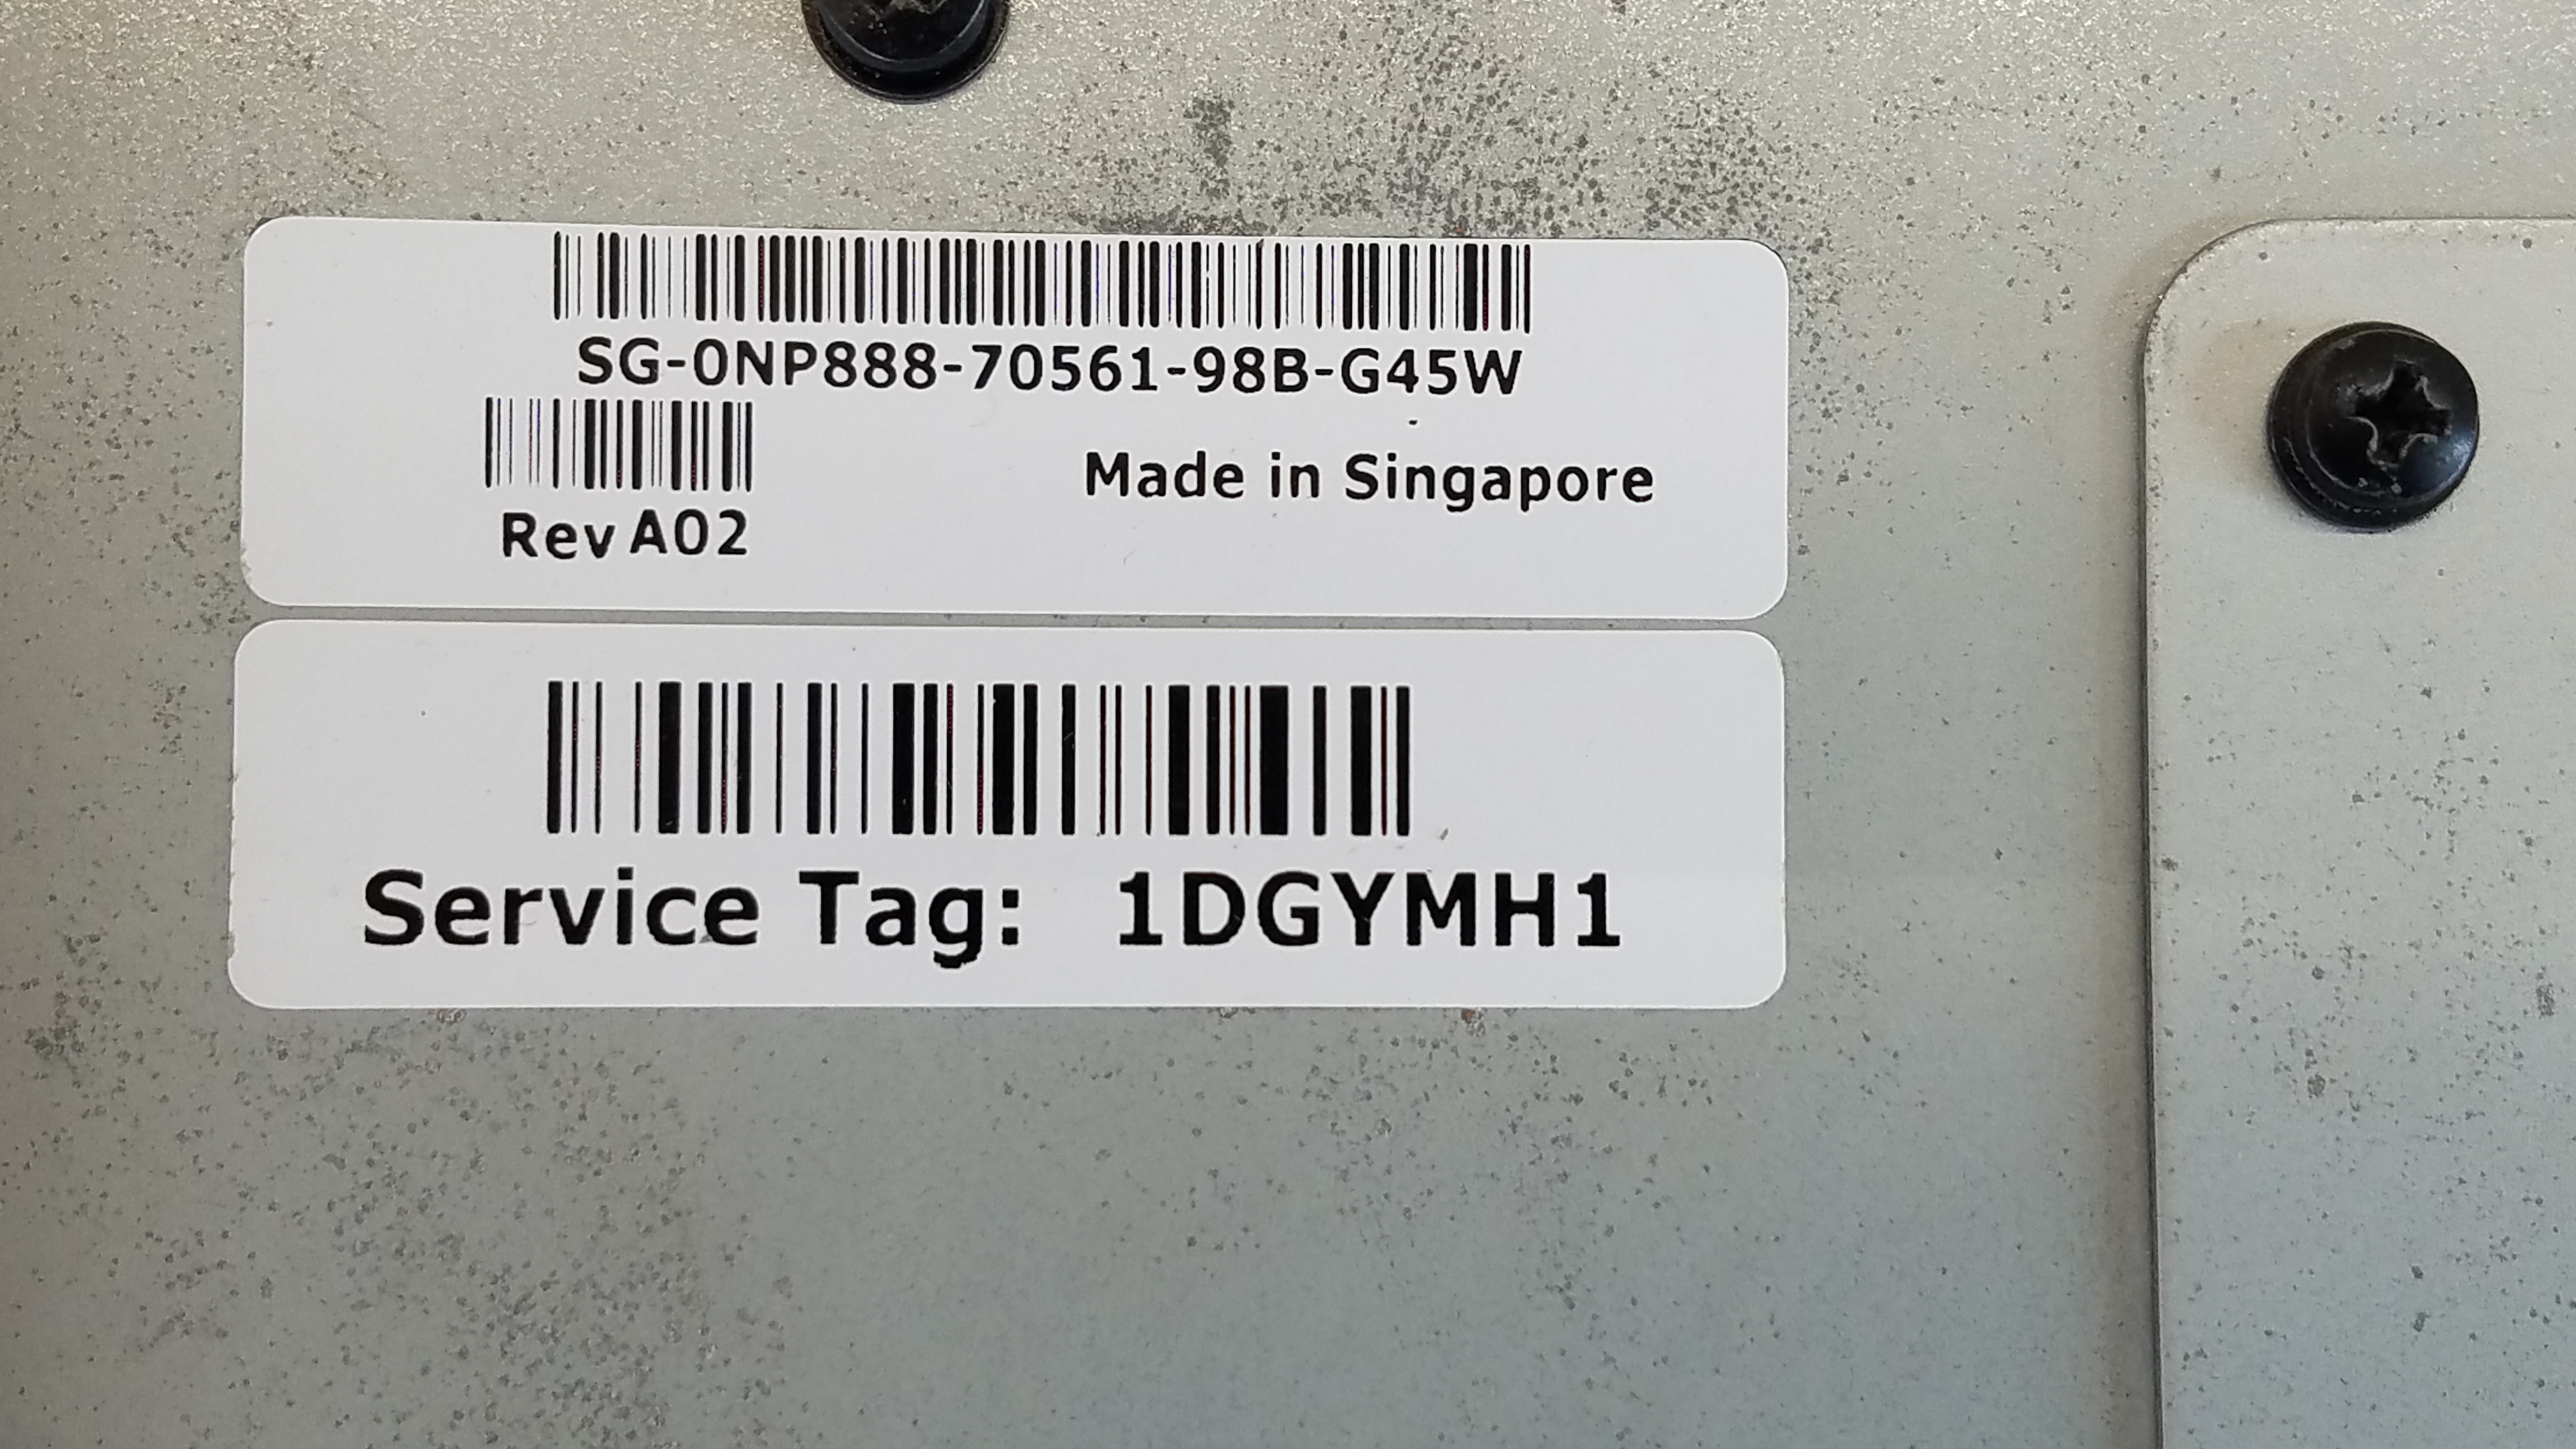 SG-0NP888-70561-98B-G45W
Rev A02
Made in Singapore
Service Tag: 1DGYMH1